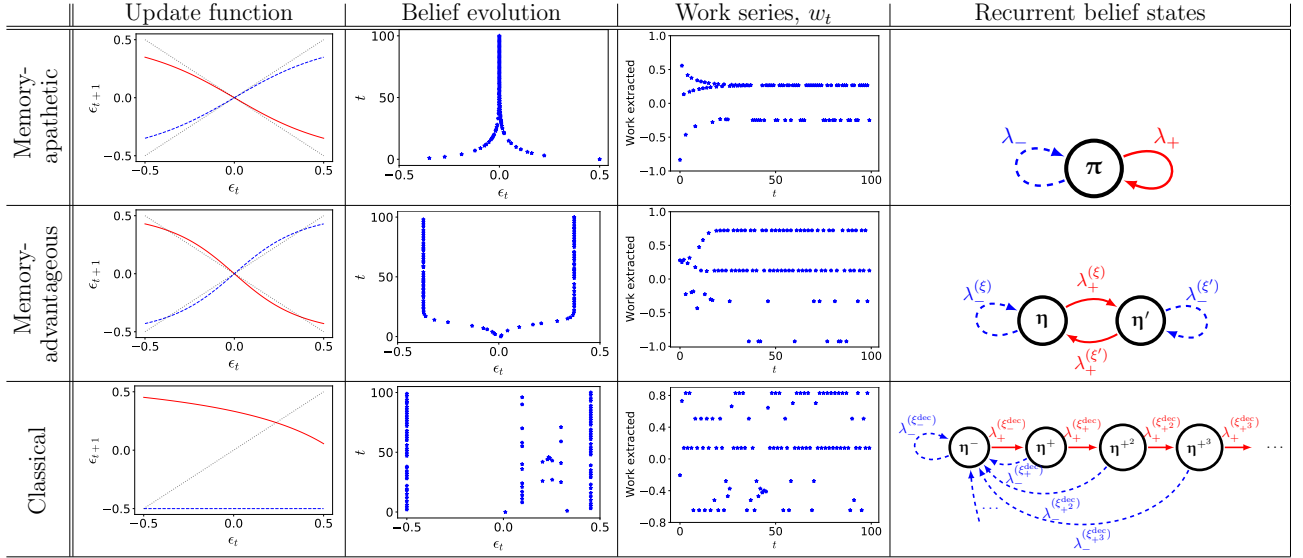 Update function Belief evolution Work series, w_t Recurrent belief states
Memory-
apathetic
0.5
0.0
−0.5
ϵ_{t+1}
−0.5 0.0 0.5
ϵ_t
100
50
0
t
−0.5 0.0 0.5
ϵ_t
1.0
0.5
0.0
−0.5
−1.0
Work extracted
0 50 100
t
λ_− π λ_+
Memory-
advantageous
0.5
0.0
−0.5
ϵ_{t+1}
−0.5 0.0 0.5
ϵ_t
100
50
0
t
−0.5 0.0 0.5
ϵ_t
1.0
0.5
0.0
−0.5
−1.0
Work extracted
0 50 100
t
λ_−^{(ξ)} λ_+^{(ξ)} λ_−^{(ξ′)}
η η′
λ_+^{(ξ′)}
Classical
0.5
0.0
−0.5
ϵ_{t+1}
−0.5 0.0 0.5
ϵ_t
100
50
0
t
−0.5 0.0 0.5
ϵ_t
0.8
0.4
0.0
−0.4
−0.8
Work extracted
0 50 100
t
λ_−^{(ξ_−^{dec})} λ_+^{(ξ_−^{dec})} λ_+^{(ξ_+^{dec})} λ_+^{(ξ_{+2}^{dec})} λ_+^{(ξ_{+3}^{dec})}
η^− η^+ η^{+2} η^{+3} ...
λ_−^{(ξ_+^{dec})}
λ_−^{(ξ_{+2}^{dec})}
...
λ_−^{(ξ_{+3}^{dec})}